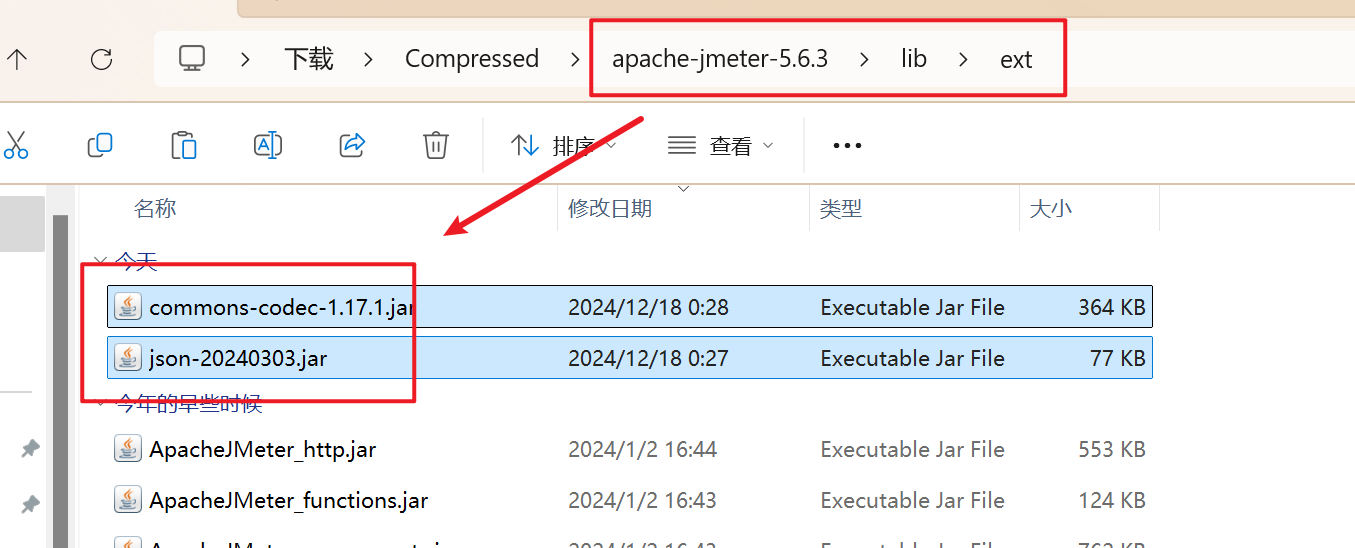 下载 Compressed apache-jmeter-5.6.3 lib ext
排序 查看
名称 修改日期 类型 大小
今天
commons-codec-1.17.1.jar 2024/12/18 0:28 Executable Jar File 364 KB
json-20240303.jar 2024/12/18 0:27 Executable Jar File 77 KB
今年的早些时候
ApacheJMeter_http.jar 2024/1/2 16:44 Executable Jar File 553 KB
ApacheJMeter_functions.jar 2024/1/2 16:43 Executable Jar File 124 KB